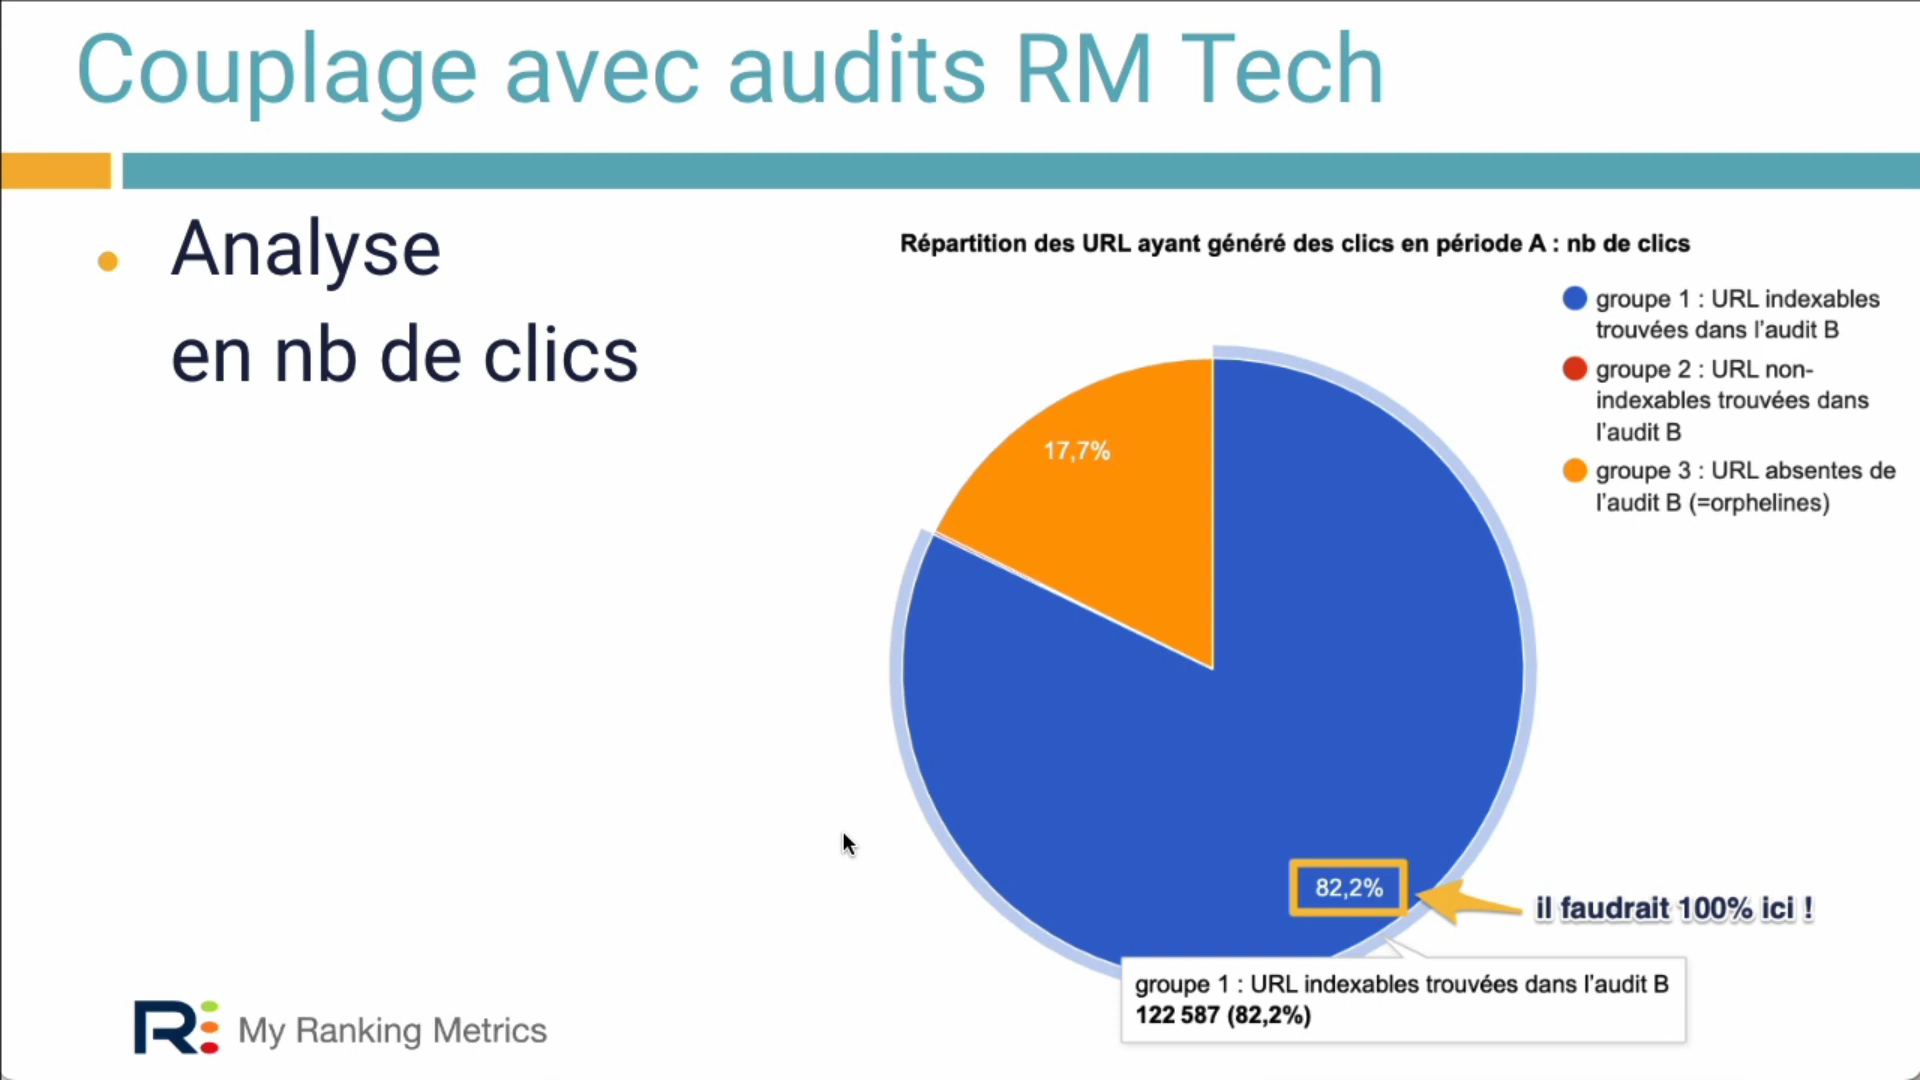 Couplage avec audits RM Tech
Analyse
en nb de clics
Répartition des URL ayant généré des clics en période A : nb de clics
groupe 1 : URL indexables
trouvées dans l'audit B
groupe 2 : URL non-
indexables trouvées dans
l'audit B
groupe 3 : URL absentes de
l'audit B (=orphelines)
17,7%
82,2%
il faudrait 100% ici !
groupe 1 : URL indexables trouvées dans l'audit B
122 587 (82,2%)
My Ranking Metrics